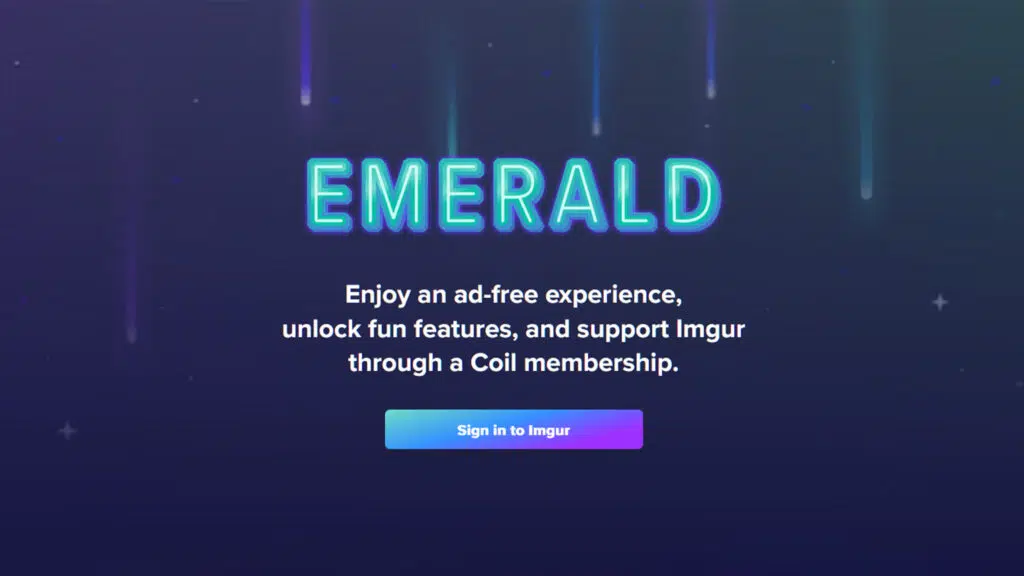 EMERALD
Enjoy an ad-free experience,
unlock fun features, and support Imgur
through a Coil membership.
Sign in to Imgur